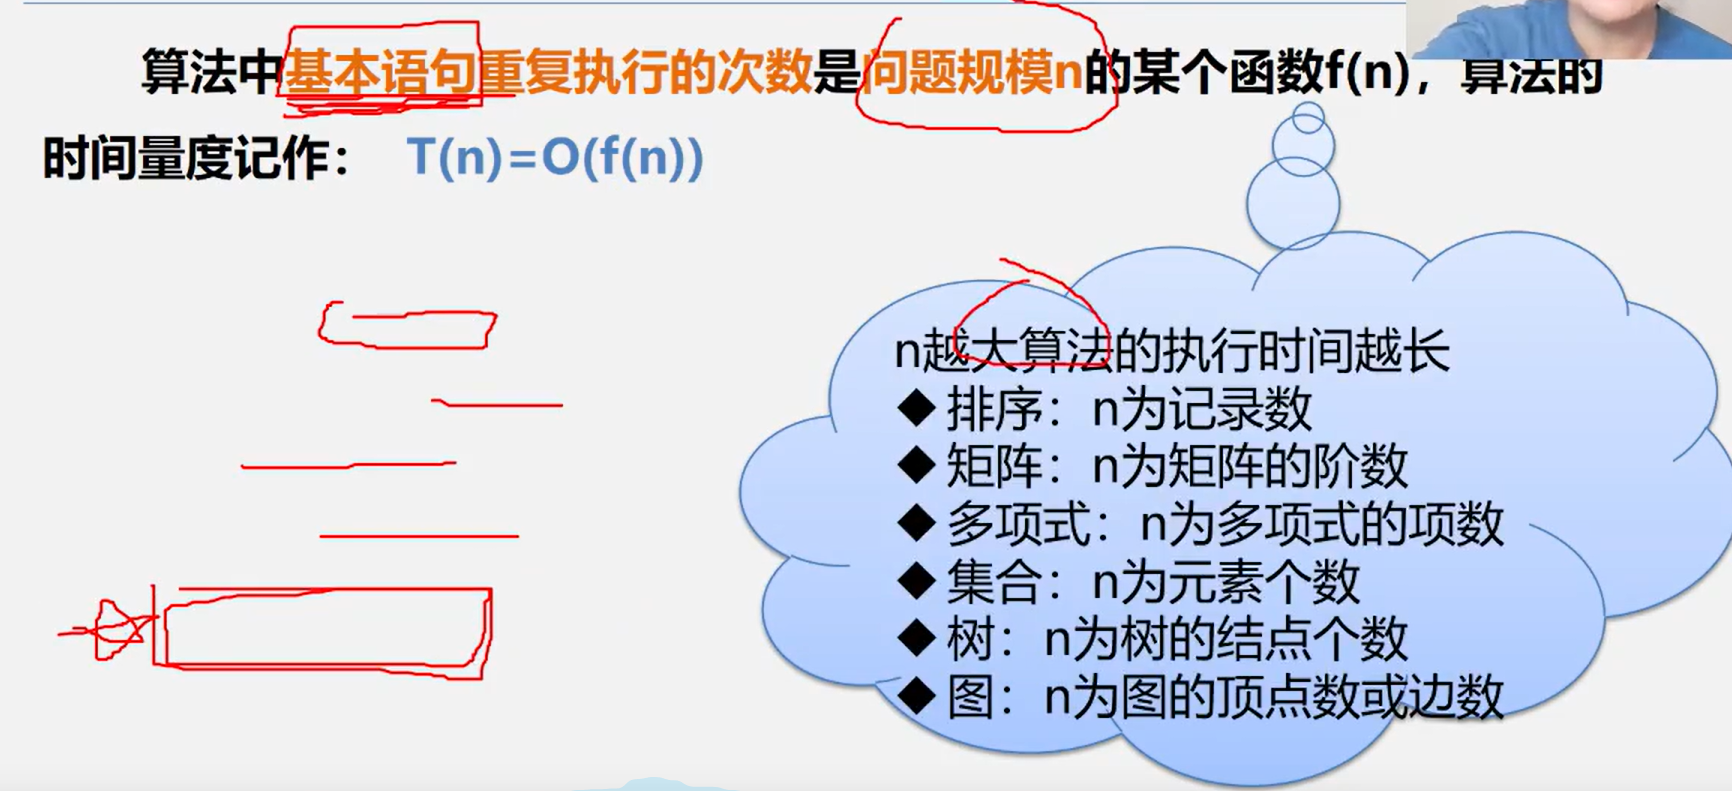 算法中基本语句重复执行的次数是问题规模n的某个函数f(n)，算法的
时间量度记作： T(n)=O(f(n))
n越大算法的执行时间越长
◆ 排序：n为记录数
◆ 矩阵：n为矩阵的阶数
◆ 多项式：n为多项式的项数
◆ 集合：n为元素个数
◆ 树：n为树的结点个数
◆ 图：n为图的顶点数或边数